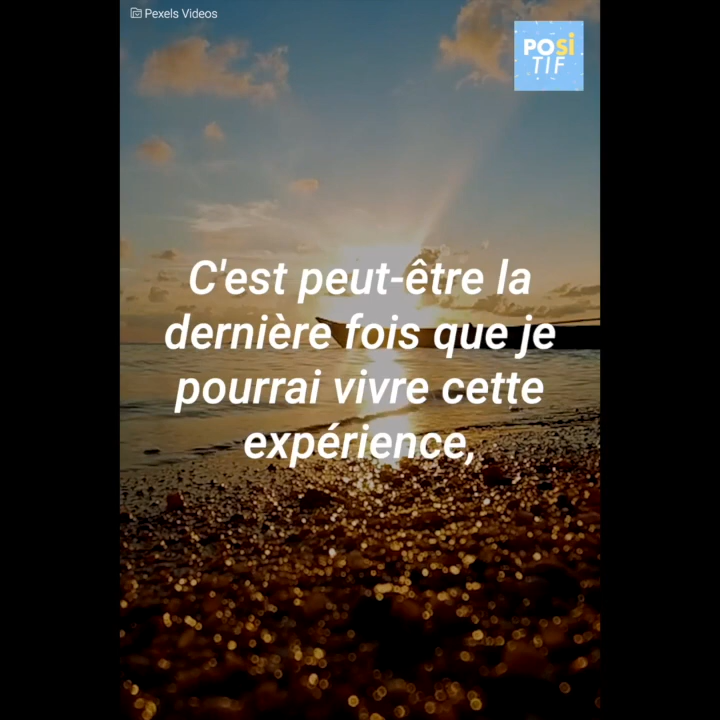 Pexels Videos
POSi
TIF
C'est peut-être la
dernière fois que je
pourrai vivre cette
expérience,